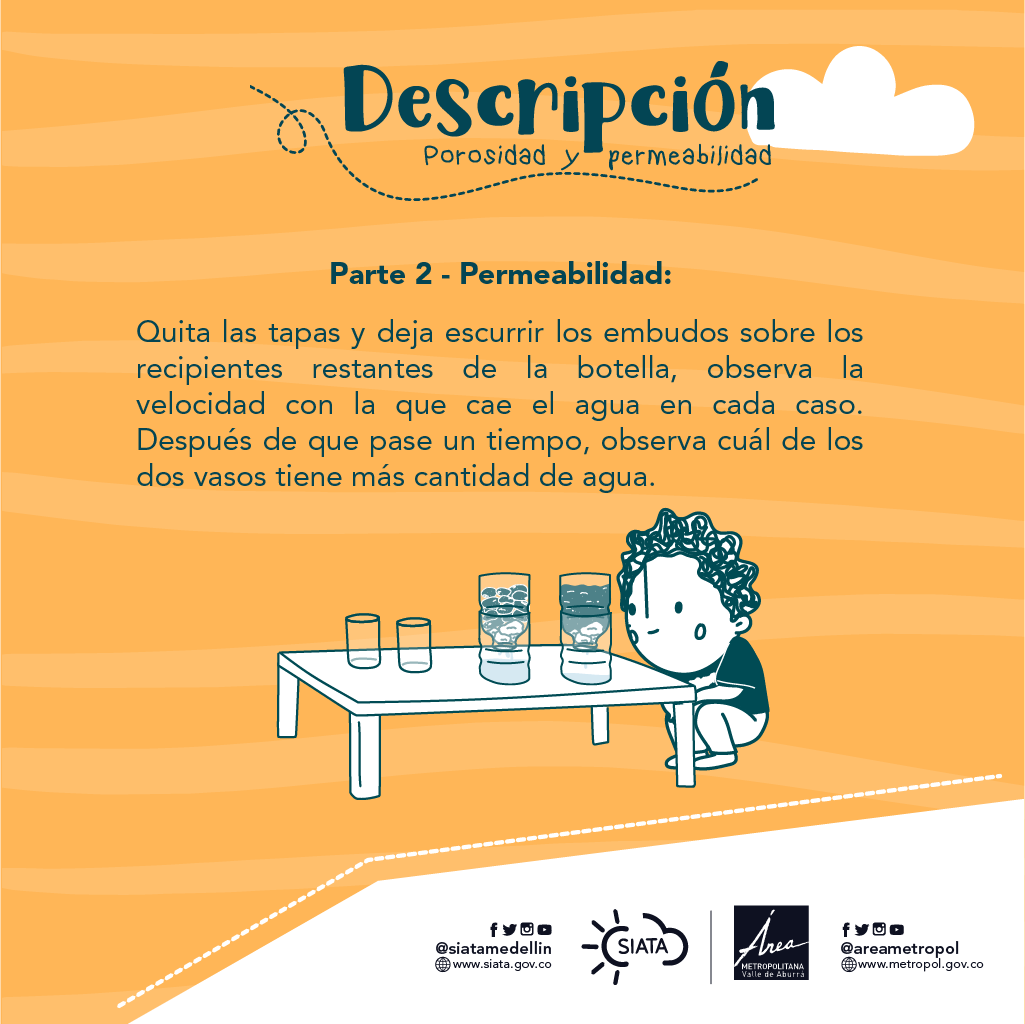 Descripción
Porosidad y permeabilidad
Parte 2 - Permeabilidad:
Quita las tapas y deja escurrir los embudos sobre los
recipientes restantes de la botella, observa la
velocidad con la que cae el agua en cada caso.
Después de que pase un tiempo, observa cuál de los
dos vasos tiene más cantidad de agua.
@siatamedellin
www.siata.gov.co
SIATA
Área
METROPOLITANA
Valle de Aburrá
@areametropol
www.metropol.gov.co